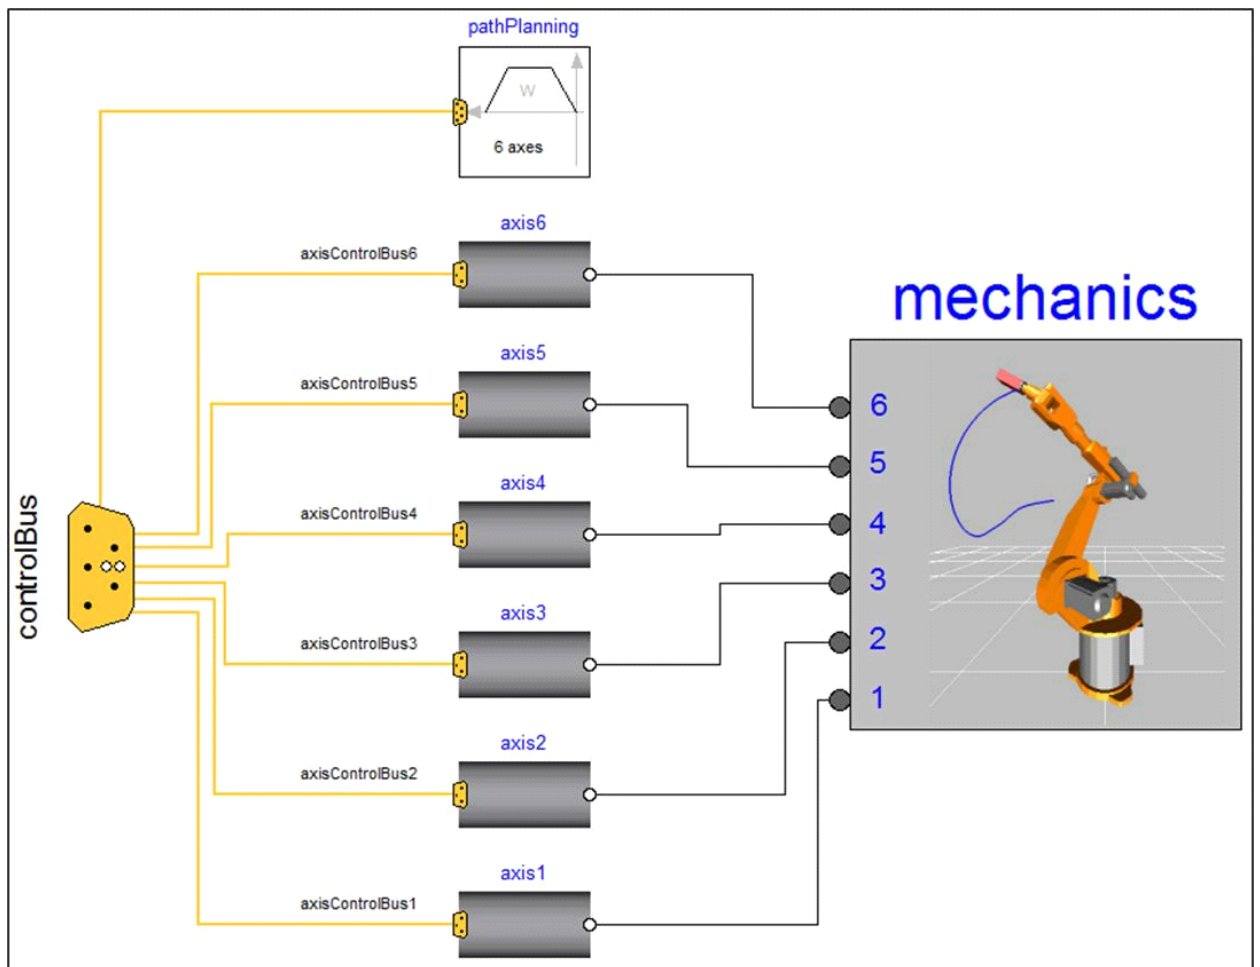 pathPlanning
W
6 axes
axis6
axisControlBus6
mechanics
axis5
axisControlBus5
6
5
axis4
axisControlBus4
4
controlBus
3
axis3
axisControlBus3
2
1
axis2
axisControlBus2
axis1
axisControlBus1